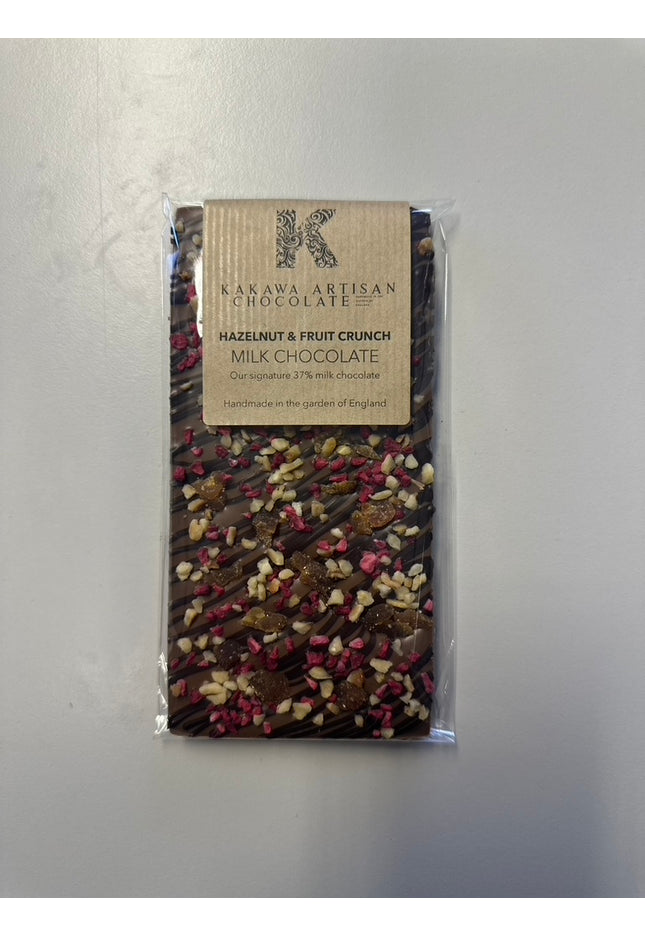 K
KAKAWA ARTISAN
CHOCOLATE
HAZELNUT & FRUIT CRUNCH
MILK CHOCOLATE
Our signature 37% milk chocolate
Handmade in the garden of England